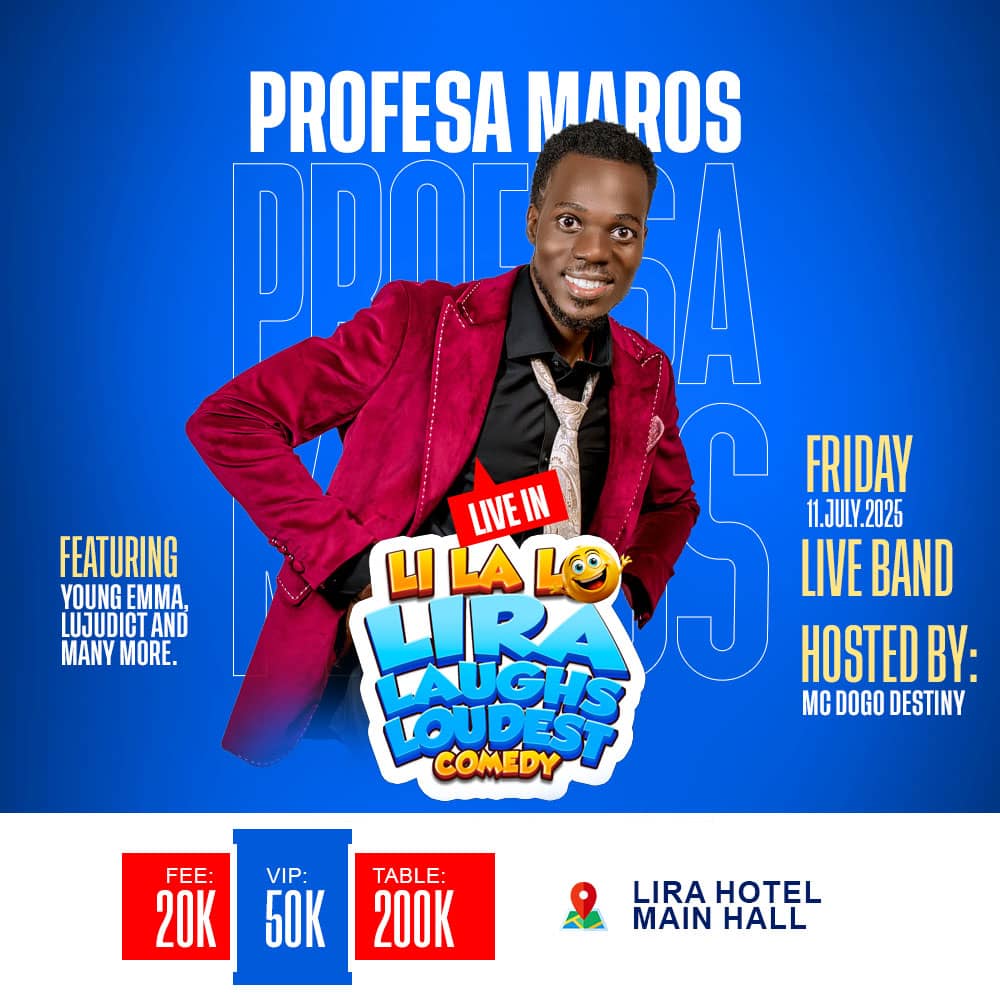 PROFESA MAROS
PROFESA
MAROS
LIVE IN
LI LA LO
LIRA
LAUGHS
LOUDEST
COMEDY
FEATURING
YOUNG EMMA,
LUJUDICT AND
MANY MORE.
FRIDAY
11.JULY.2025
LIVE BAND
HOSTED BY:
MC DOGO DESTINY
FEE:
20K
VIP:
50K
TABLE:
200K
LIRA HOTEL
MAIN HALL